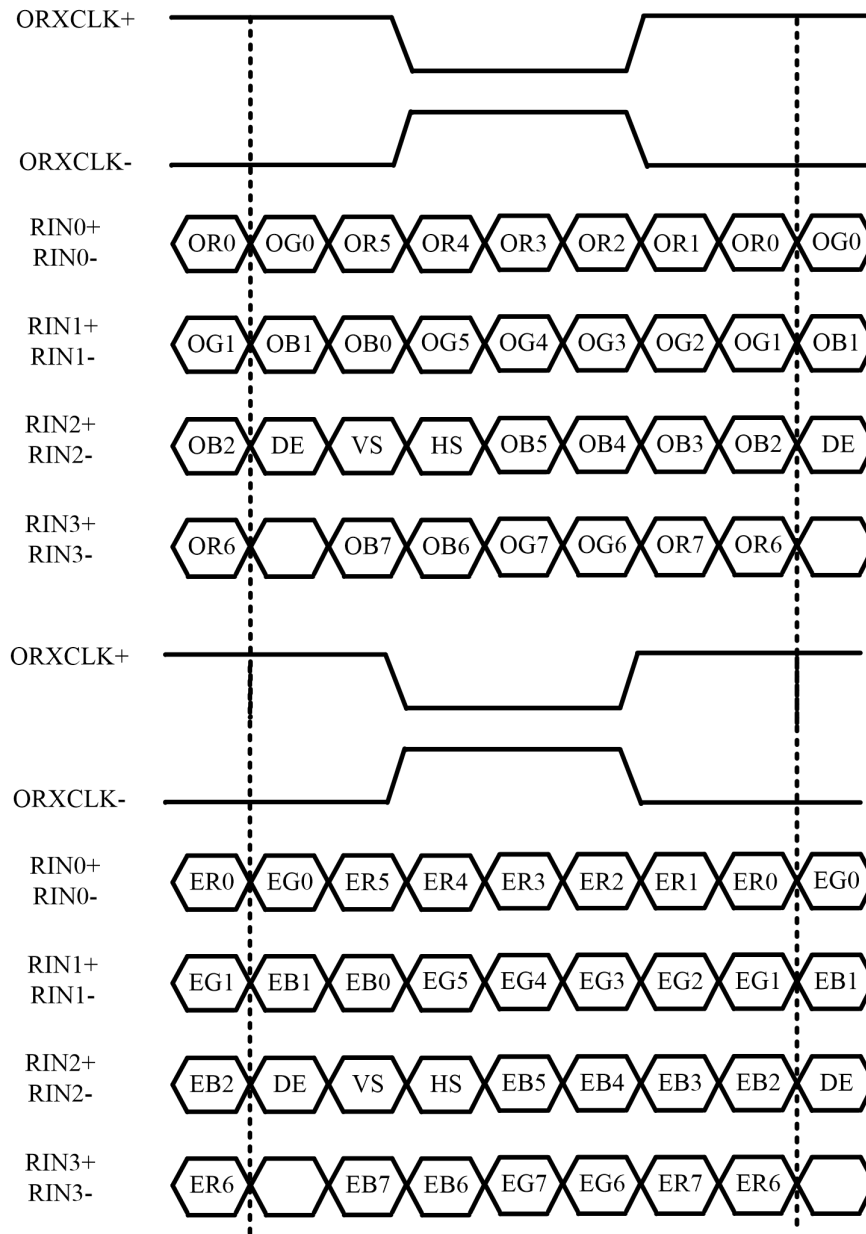 ORXCLK+
ORXCLK-
RIN0+
RIN0-
OR0 OG0 OR5 OR4 OR3 OR2 OR1 OR0 OG0
RIN1+
RIN1-
OG1 OB1 OB0 OG5 OG4 OG3 OG2 OG1 OB1
RIN2+
RIN2-
OB2 DE VS HS OB5 OB4 OB3 OB2 DE
RIN3+
RIN3-
OR6 OB7 OB6 OG7 OG6 OR7 OR6
ORXCLK+
ORXCLK-
RIN0+
RIN0-
ER0 EG0 ER5 ER4 ER3 ER2 ER1 ER0 EG0
RIN1+
RIN1-
EG1 EB1 EB0 EG5 EG4 EG3 EG2 EG1 EB1
RIN2+
RIN2-
EB2 DE VS HS EB5 EB4 EB3 EB2 DE
RIN3+
RIN3-
ER6 EB7 EB6 EG7 EG6 ER7 ER6